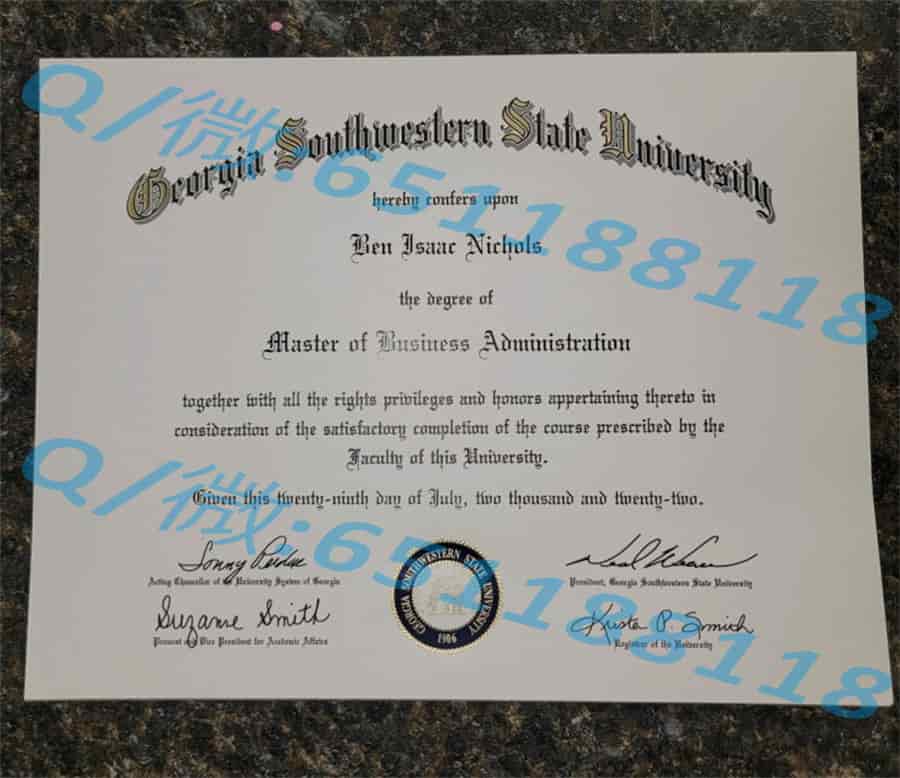 Georgia Southwestern State University
hereby confers upon
Ben Isaac Nichols
the degree of
Master of Business Administration
together with all the rights privileges and honors appertaining thereto in
consideration of the satisfactory completion of the course prescribed by the
Faculty of this University.
Given this twenty-ninth day of July, two thousand and twenty-two.
Sonny Perdue
Acting Chancellor of University System of Georgia
President, Georgia Southwestern State University
Suzanne Smith
and Vice President for Academic Affairs
Krista P. Smith
Registrar of the University
GEORGIA SOUTHWESTERN STATE UNIVERSITY
1906
Q/微:65118118
Q/微:65118118